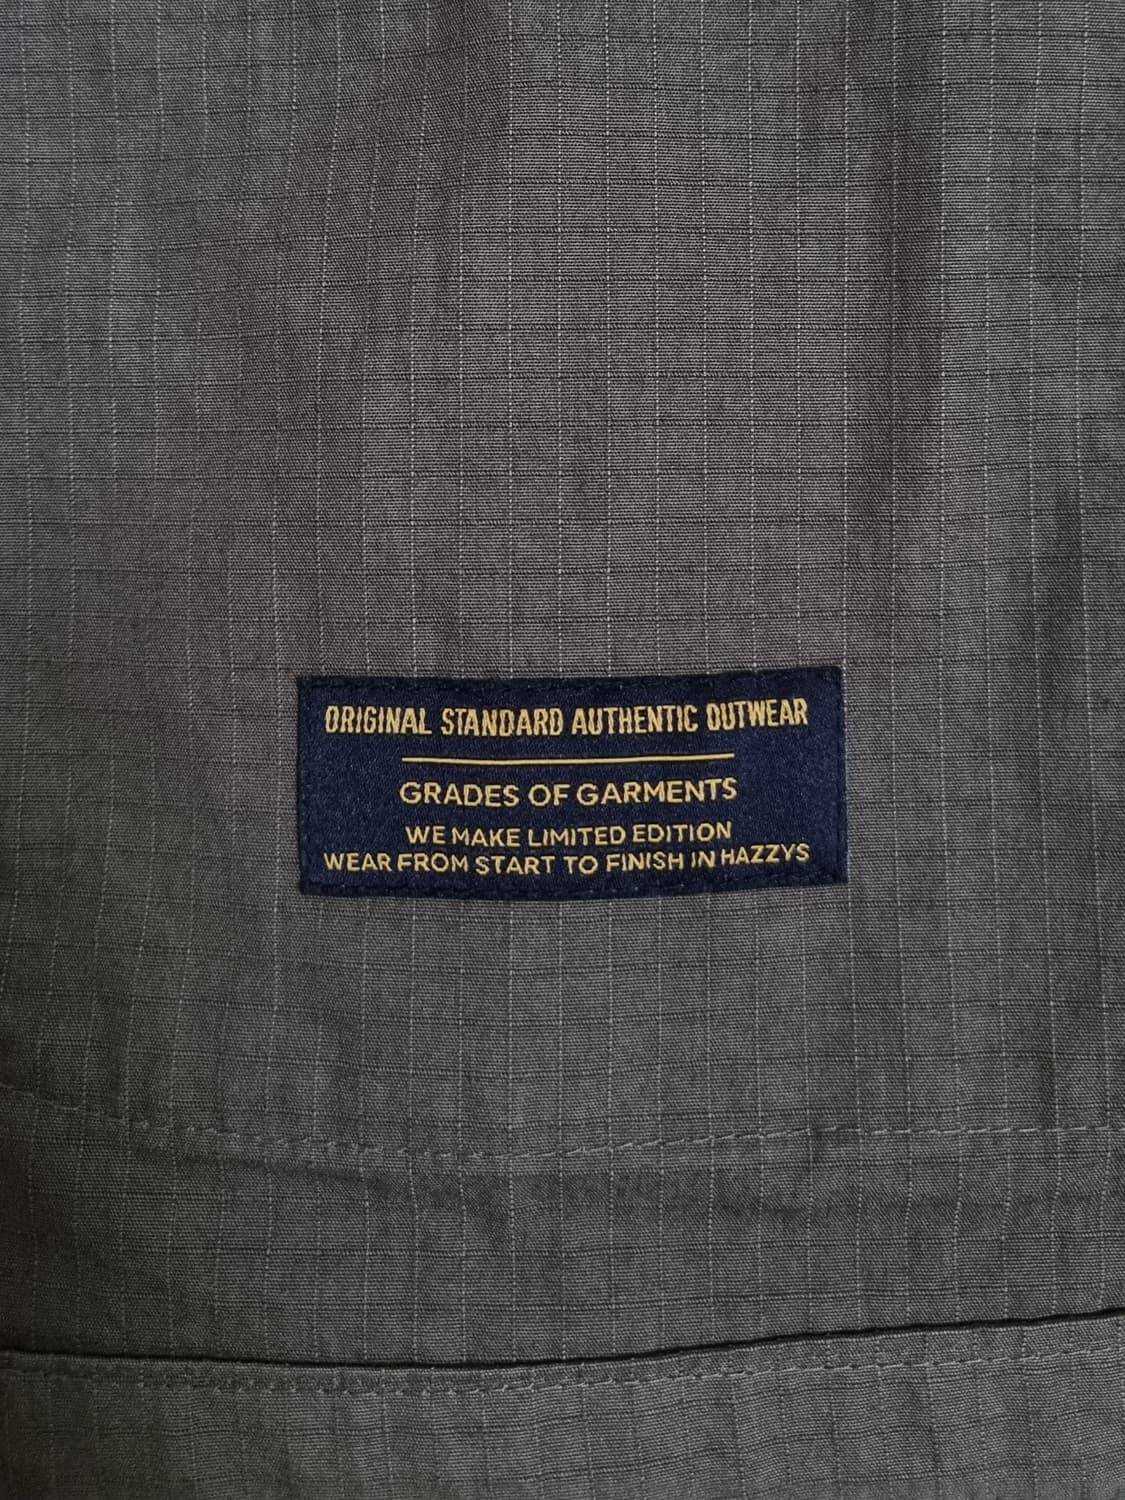 ORIGINAL STANDARD AUTHENTIC OUTWEAR
GRADES OF GARMENTS
WE MAKE LIMITED EDITION
WEAR FROM START TO FINISH IN HAZZYS